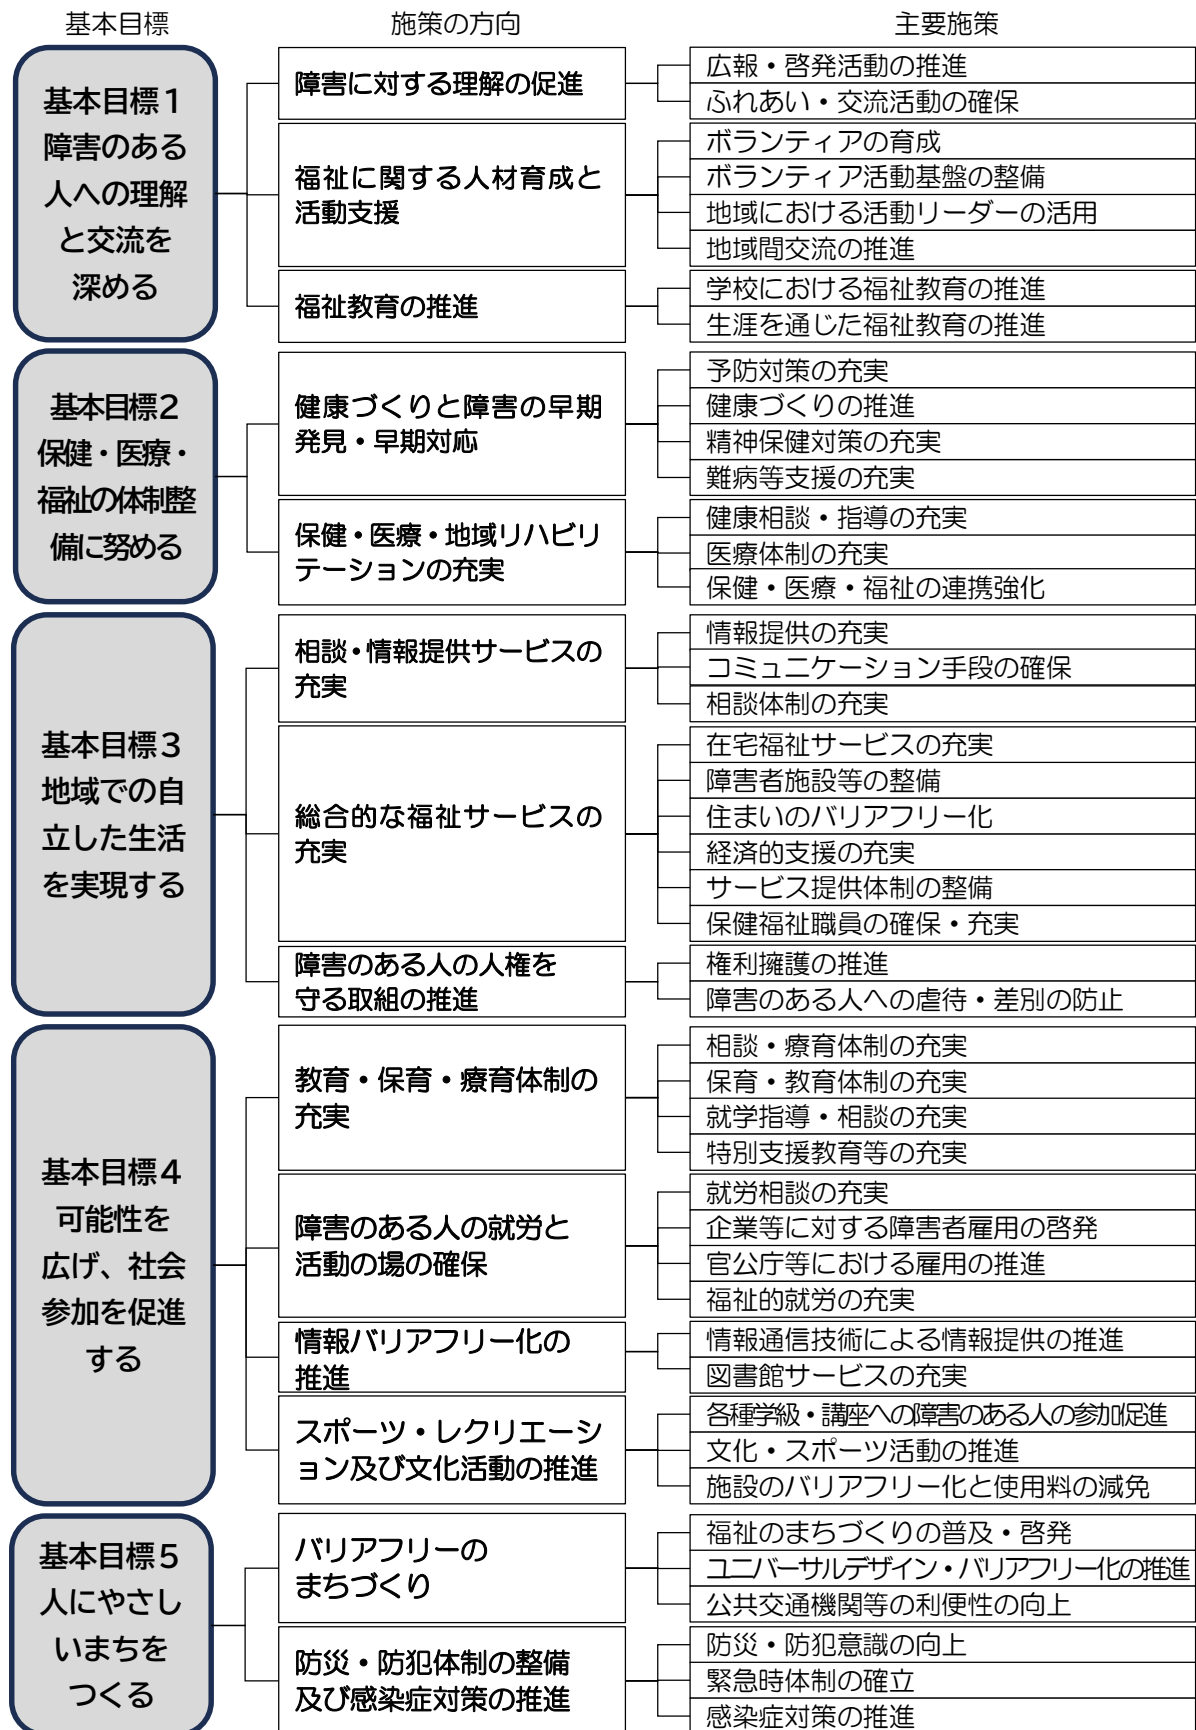 基本目標
施策の方向
主要施策
基本目標１
障害のある
人への理解
と交流を
深める
障害に対する理解の促進
広報・啓発活動の推進
ふれあい・交流活動の確保
福祉に関する人材育成と
活動支援
ボランティアの育成
ボランティア活動基盤の整備
地域における活動リーダーの活用
地域間交流の推進
福祉教育の推進
学校における福祉教育の推進
生涯を通じた福祉教育の推進
基本目標２
保健・医療・
福祉の体制整
備に努める
健康づくりと障害の早期
発見・早期対応
予防対策の充実
健康づくりの推進
精神保健対策の充実
難病等支援の充実
保健・医療・地域リハビリ
テーションの充実
健康相談・指導の充実
医療体制の充実
保健・医療・福祉の連携強化
基本目標３
地域での自
立した生活
を実現する
相談・情報提供サービスの
充実
情報提供の充実
コミュニケーション手段の確保
相談体制の充実
総合的な福祉サービスの
充実
在宅福祉サービスの充実
障害者施設等の整備
住まいのバリアフリー化
経済的支援の充実
サービス提供体制の整備
保健福祉職員の確保・充実
障害のある人の人権を
守る取組の推進
権利擁護の推進
障害のある人への虐待・差別の防止
基本目標４
可能性を
広げ、社会
参加を促進
する
教育・保育・療育体制の
充実
相談・療育体制の充実
保育・教育体制の充実
就学指導・相談の充実
特別支援教育等の充実
障害のある人の就労と
活動の場の確保
就労相談の充実
企業等に対する障害者雇用の啓発
官公庁等における雇用の推進
福祉的就労の充実
情報バリアフリー化の
推進
情報通信技術による情報提供の推進
図書館サービスの充実
スポーツ・レクリエーシ
ョン及び文化活動の推進
各種学級・講座への障害のある人の参加促進
文化・スポーツ活動の推進
施設のバリアフリー化と使用料の減免
基本目標５
人にやさし
いまちを
つくる
バリアフリーの
まちづくり
福祉のまちづくりの普及・啓発
ユニバーサルデザイン・バリアフリー化の推進
公共交通機関等の利便性の向上
防災・防犯体制の整備
及び感染症対策の推進
防災・防犯意識の向上
緊急時体制の確立
感染症対策の推進